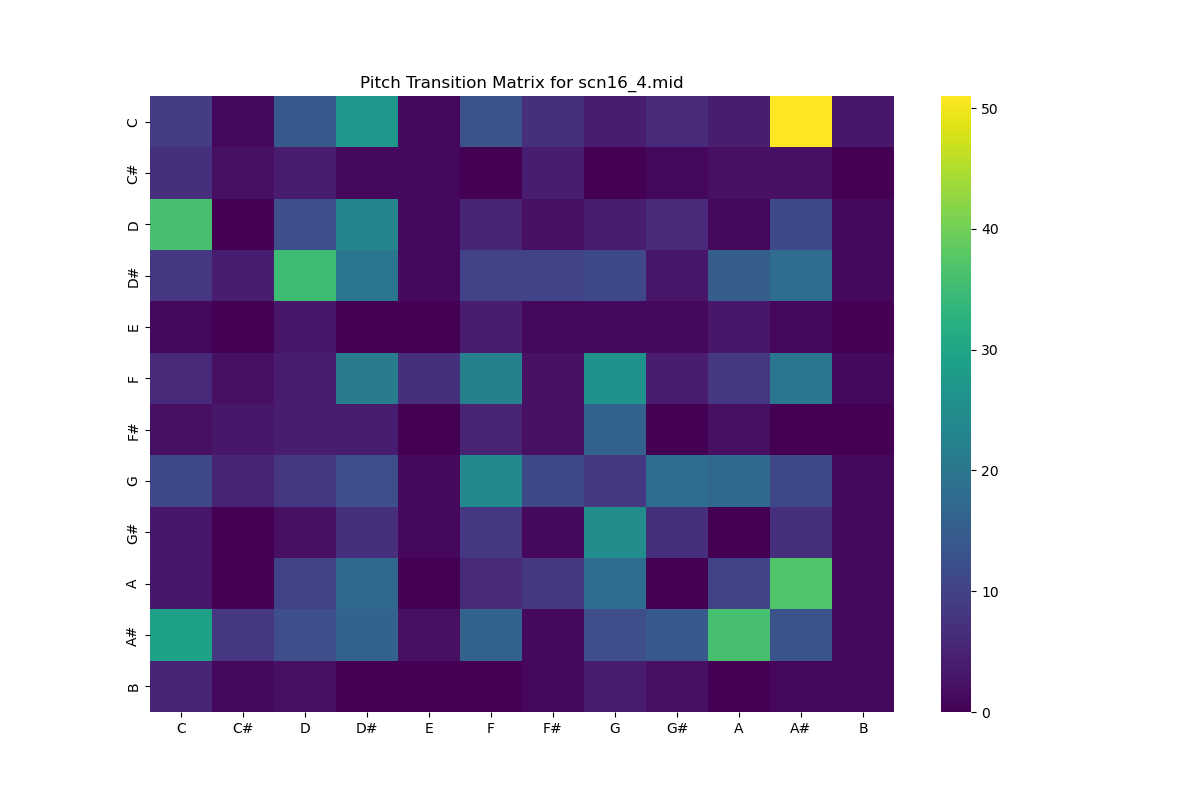 Pitch Transition Matrix for scn16_4.mid
C
C#
D
D#
E
F
F#
G
G#
A
A#
B
C C# D D# E F F# G G# A A# B
50
40
30
20
10
0